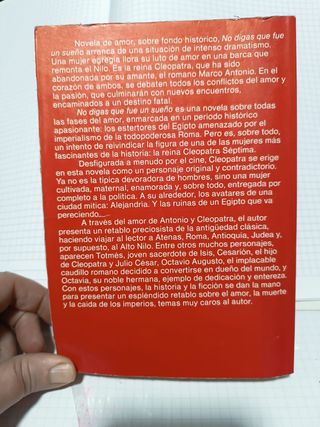 Novela de amor, sobre fondo histórico, No digas que fue
un sueño arranca de una situación de intenso dramatismo.
Una mujer egregia llora su luto de amor en una barca que
remonta el Nilo. Es la reina Cleopatra, que ha sido
abandonada por su amante, el romano Marco Antonio. En el
corazón de ambos, se debaten todos los conflictos del amor y
la pasión, que culminarán con nuevos encuentros,
encaminados a un destino fatal.
No digas que fue un sueño es una novela sobre todas
las fases del amor, enmarcada en un período histórico
apasionante: los estertores del Egipto amenazado por el
imperialismo de la todopoderosa Roma. Pero es, sobre todo,
un intento de reivindicar la figura de una de las mujeres más
fascinantes de la historia: la reina Cleopatra Séptima.
Desfigurada a menudo por el cine, Cleopatra se erige
en esta novela como un personaje original y contradictorio.
Ya no es la típica devoradora de hombres, sino una mujer
cultivada, maternal, enamorada y, sobre todo, entregada por
completo a la política. A su alrededor, los avatares de una
ciudad mítica: Alejandría. Y las ruinas de un Egipto que va
pereciendo...
A través del amor de Antonio y Cleopatra, el autor
presenta un retablo preciosista de la antigüedad clásica,
haciendo viajar al lector a Atenas, Roma, Antioquía, Judea y,
por supuesto, al Alto Nilo. Entre otros muchos personajes,
aparecen Totmés, joven sacerdote de Isis, Cesarión, el hijo
de Cleopatra y Julio César, Octavio Augusto, el implacable
caudillo romano decidido a convertirse en dueño del mundo, y
Octavia, su noble hermana, ejemplo de dedicación y entereza.
Con estos personajes, la historia y la ficción se dan la mano
para presentar un espléndido retablo sobre el amor, la muerte
y la caída de los imperios, temas muy caros al autor.